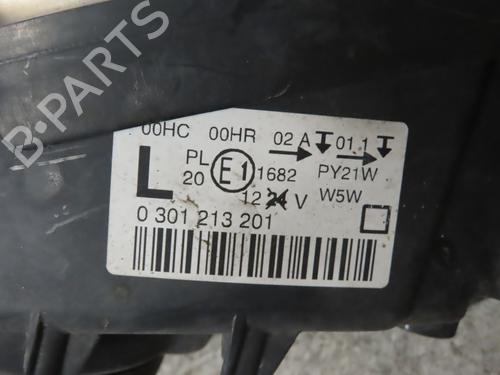 00HC 00HR 02 A 01 1
L PL E1 1682 PY21W
20 12 24 V W5W
0 301 213 201
B-PARTS